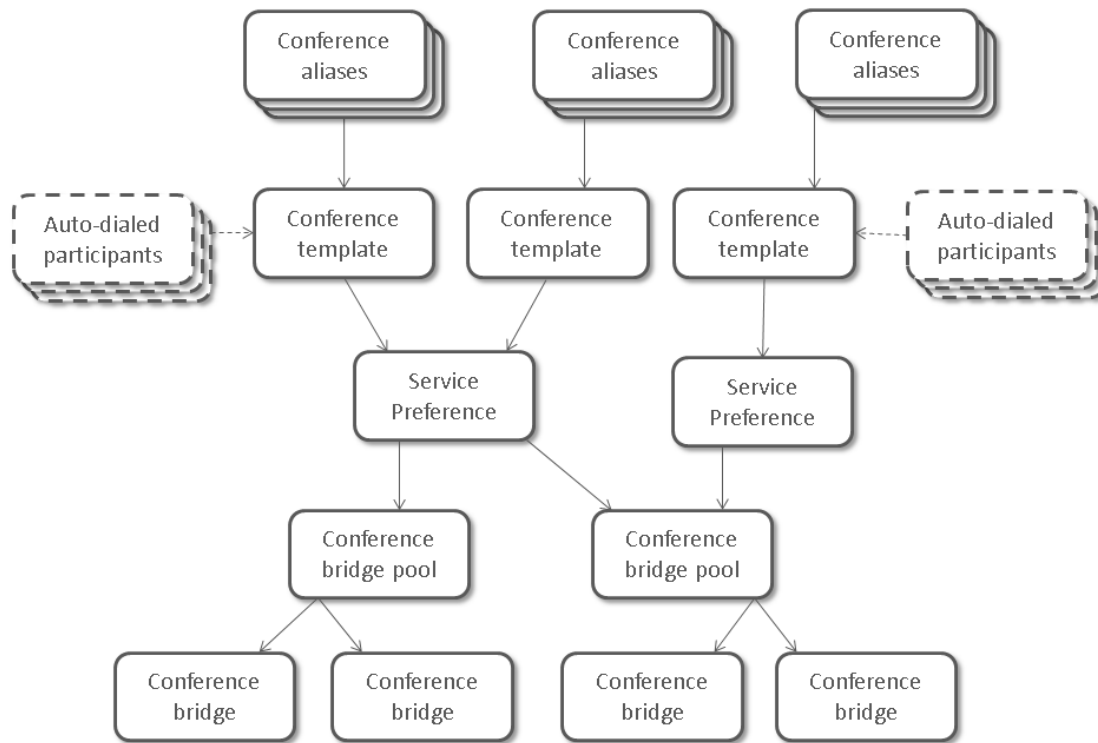 Conference
aliases
Conference
aliases
Conference
aliases
Auto-dialed
participants
Conference
template
Conference
template
Conference
template
Auto-dialed
participants
Service
Preference
Service
Preference
Conference
bridge pool
Conference
bridge pool
Conference
bridge
Conference
bridge
Conference
bridge
Conference
bridge